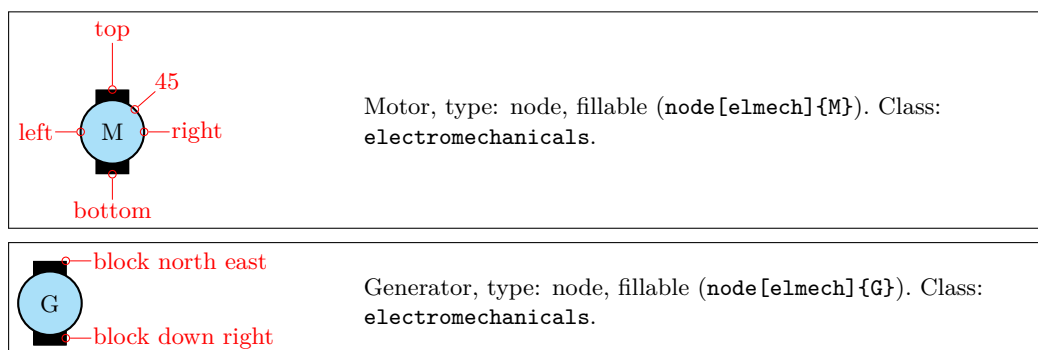 top
45
left
M
right
bottom
Motor, type: node, fillable (node[elmech]{M}). Class:
electromechanicals.
block north east
G
block down right
Generator, type: node, fillable (node[elmech]{G}). Class:
electromechanicals.